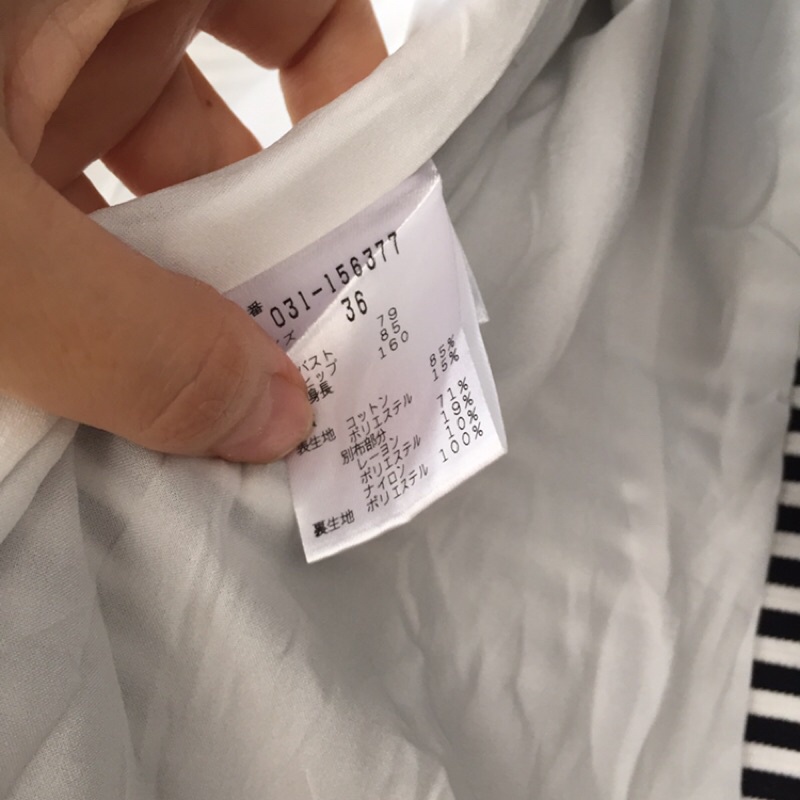 番 031-156377
ズ 36
バスト 79
ヒップ 85
身長 160
表生地 コットン 85%
ポリエステル 15%
別布部分
レーヨン 71%
ポリエステル 19%
ナイロン 10%
裏生地 ポリエステル 100%